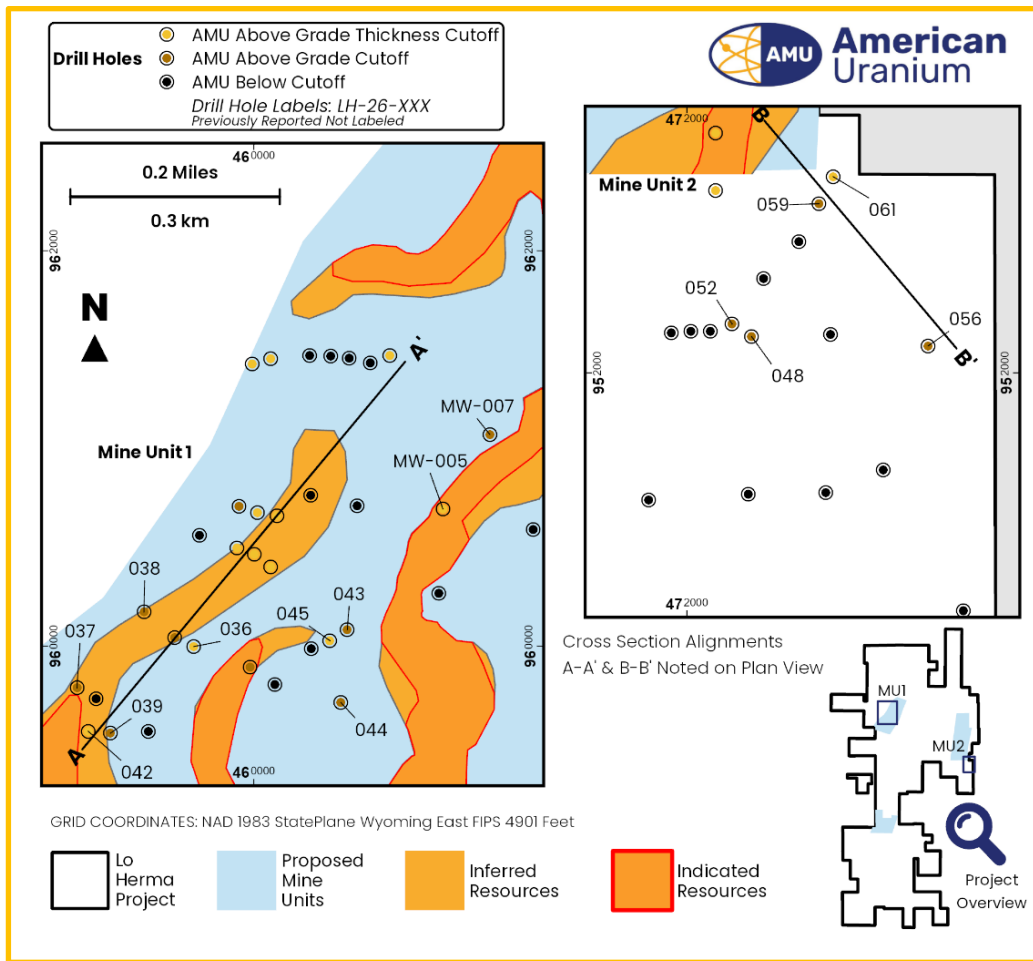 AMU Above Grade Thickness Cutoff
Drill Holes
AMU Above Grade Cutoff
AMU Below Cutoff
Drill Hole Labels: LH-26-XXX
Previously Reported Not Labeled
AMU
American
Uranium
460000
0.2 Miles
0.3 km
962000
962000
N
A'
MW-007
Mine Unit 1
MW-005
038
043
045
037
036
960000
960000
039
044
A
042
460000
B
472000
Mine Unit 2
059
061
052
056
048
B'
952000
952000
472000
Cross Section Alignments
A-A' & B-B' Noted on Plan View
MU1
MU2
Project
Overview
GRID COORDINATES: NAD 1983 StatePlane Wyoming East FIPS 4901 Feet
Lo
Herma
Project
Proposed
Mine
Units
Inferred
Resources
Indicated
Resources